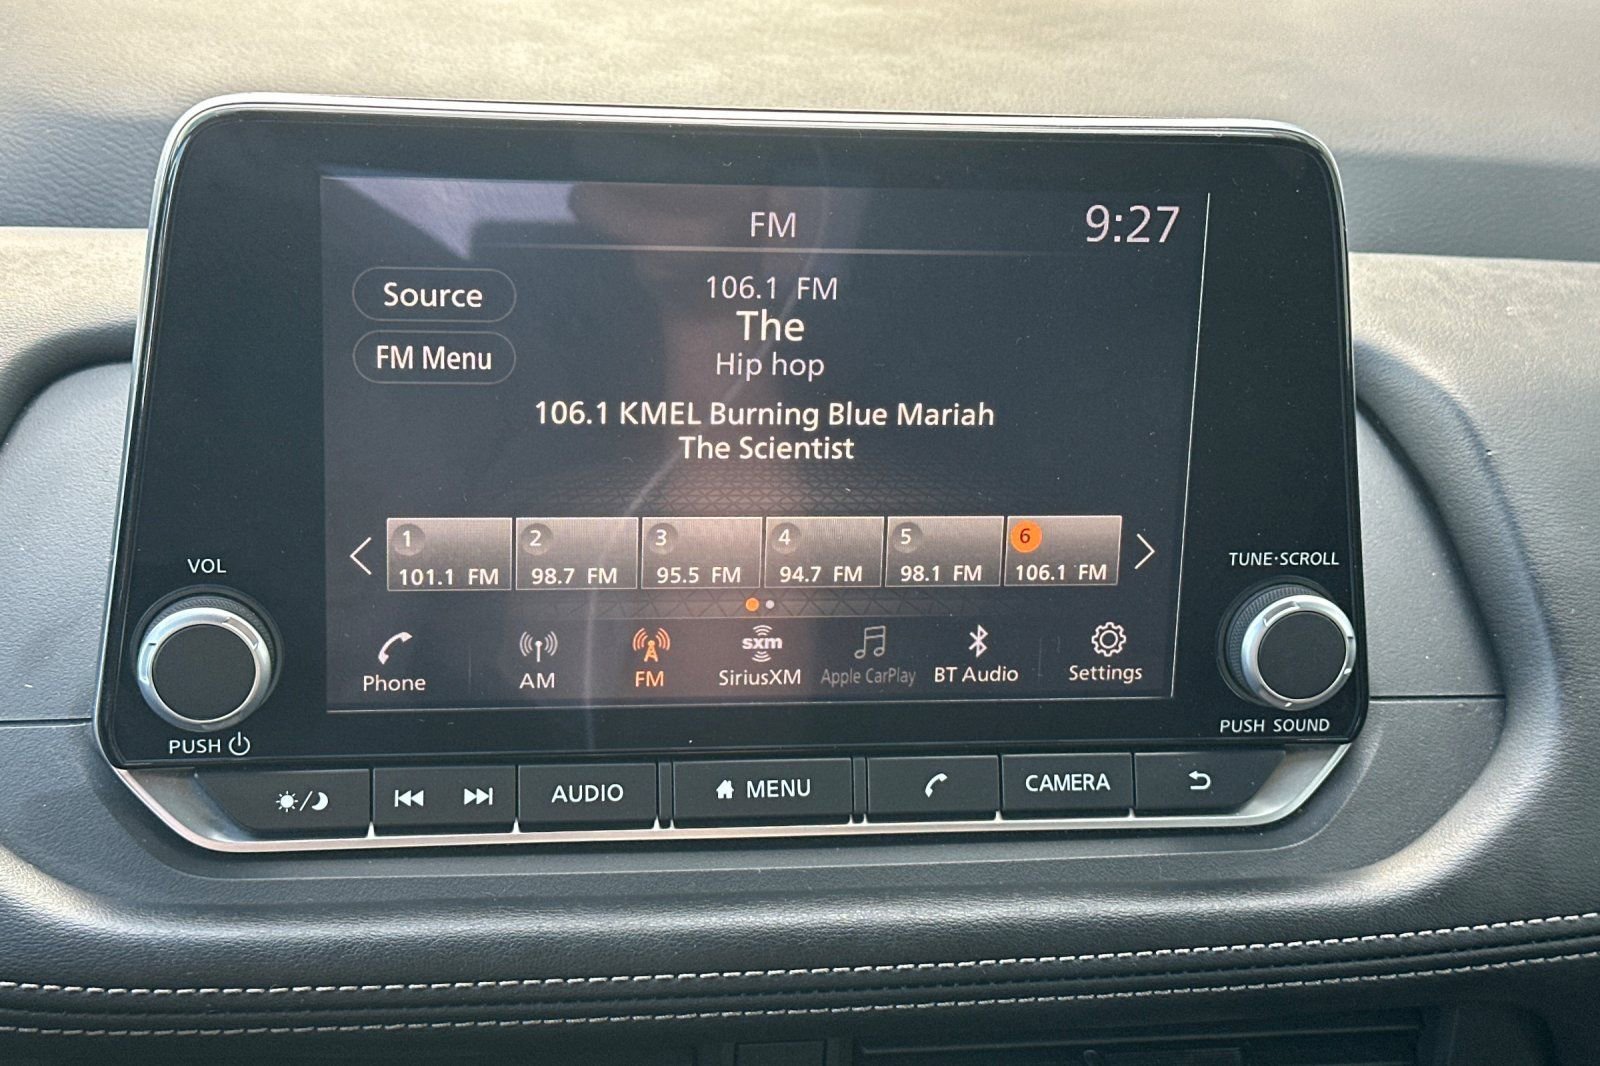 FM
9:27
Source
106.1 FM
The
FM Menu
Hip hop
106.1 KMEL Burning Blue Mariah
The Scientist
1
2
3
4
5
6
101.1 FM
98.7 FM
95.5 FM
94.7 FM
98.1 FM
106.1 FM
VOL
TUNE·SCROLL
Phone
AM
FM
sxm
SiriusXM
Apple CarPlay
BT Audio
Settings
PUSH
PUSH SOUND
AUDIO
MENU
CAMERA